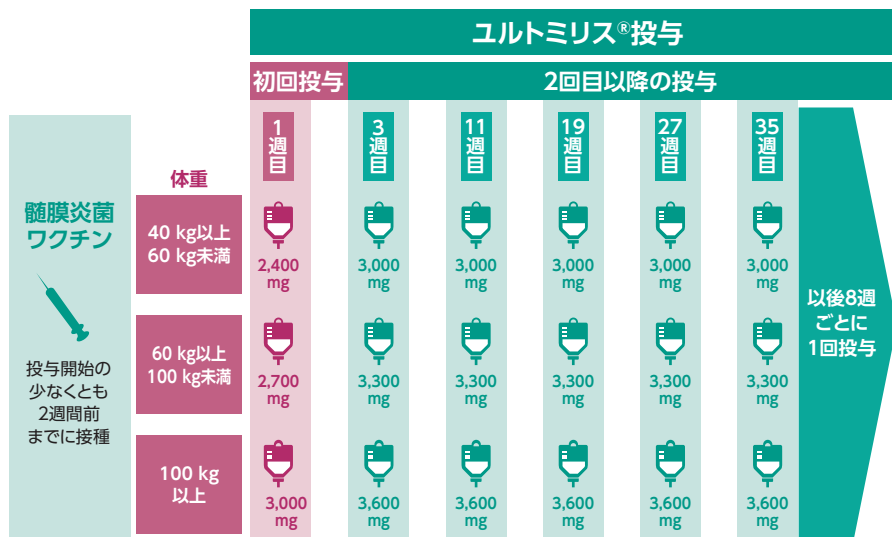 ユルトミリス®投与
初回投与
2回目以降の投与
髄膜炎菌
ワクチン
投与開始の
少なくとも
2週間前
までに接種
体重
1
週
目
3
週
目
11
週
目
19
週
目
27
週
目
35
週
目
40 kg以上
60 kg未満
2,400
mg
3,000
mg
3,000
mg
3,000
mg
3,000
mg
3,000
mg
60 kg以上
100 kg未満
2,700
mg
3,300
mg
3,300
mg
3,300
mg
3,300
mg
3,300
mg
100 kg
以上
3,000
mg
3,600
mg
3,600
mg
3,600
mg
3,600
mg
3,600
mg
以後8週
ごとに
1回投与